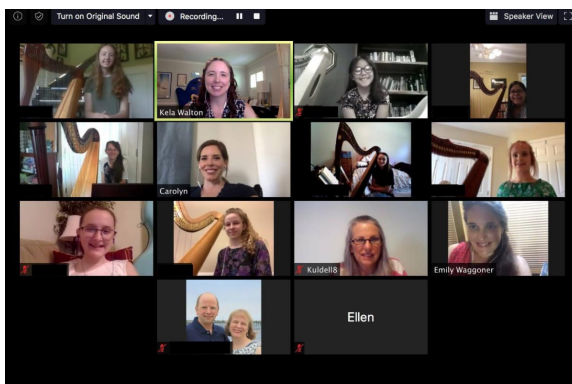 Turn on Original Sound
Recording...
Speaker View
Kela Walton
Carolyn
Kuldell8
Emily Waggoner
Ellen